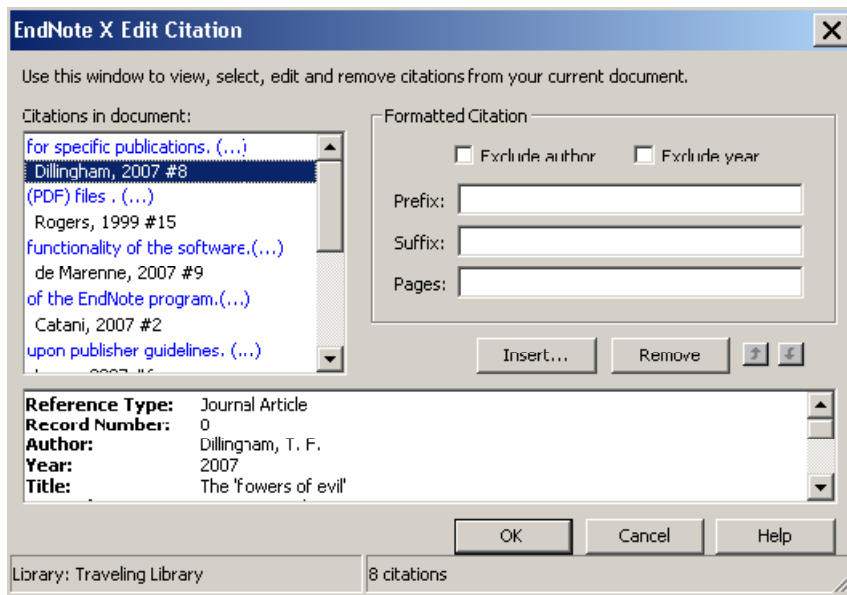 EndNote X Edit Citation
Use this window to view, select, edit and remove citations from your current document.
Citations in document:
for specific publications. (...)
Dillingham, 2007 #8
(PDF) files . (...)
Rogers, 1999 #15
functionality of the software.(...)
de Marenne, 2007 #9
of the EndNote program.(...)
Catani, 2007 #2
upon publisher guidelines. (...)
Formatted Citation
Exclude author
Exclude year
Prefix:
Suffix:
Pages:
Insert...
Remove
Reference Type: Journal Article
Record Number: 0
Author: Dillingham, T. F.
Year: 2007
Title: The 'Fowers of evil'
OK
Cancel
Help
Library: Traveling Library
8 citations